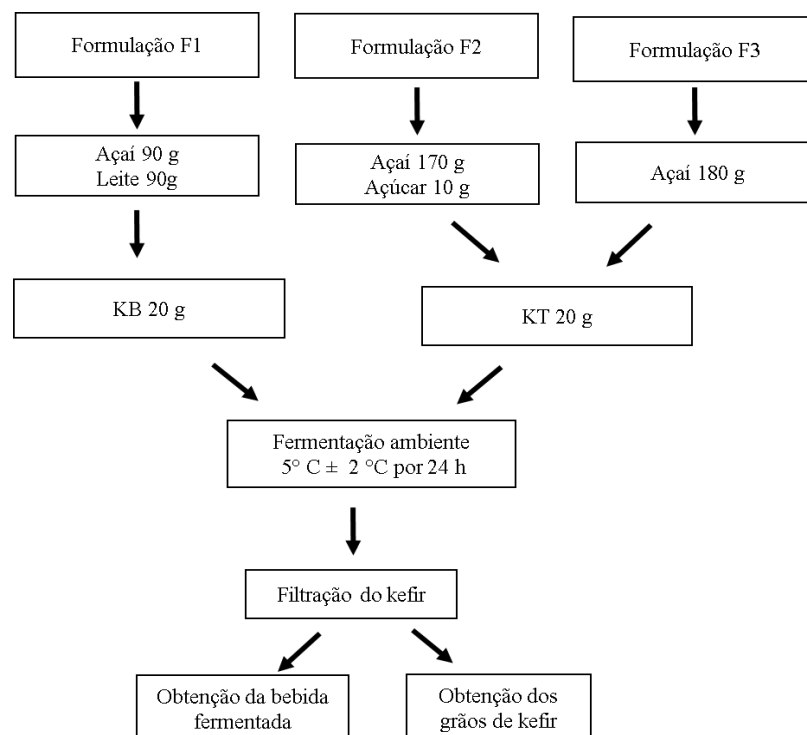 Formulação F1
Formulação F2
Formulação F3
Açaí 90 g
Leite 90g
Açaí 170 g
Açúcar 10 g
Açaí 180 g
KB 20 g
KT 20 g
Fermentação ambiente
5° C ± 2 °C por 24 h
Filtração do kefir
Obtenção da bebida
fermentada
Obtenção dos
grãos de kefir